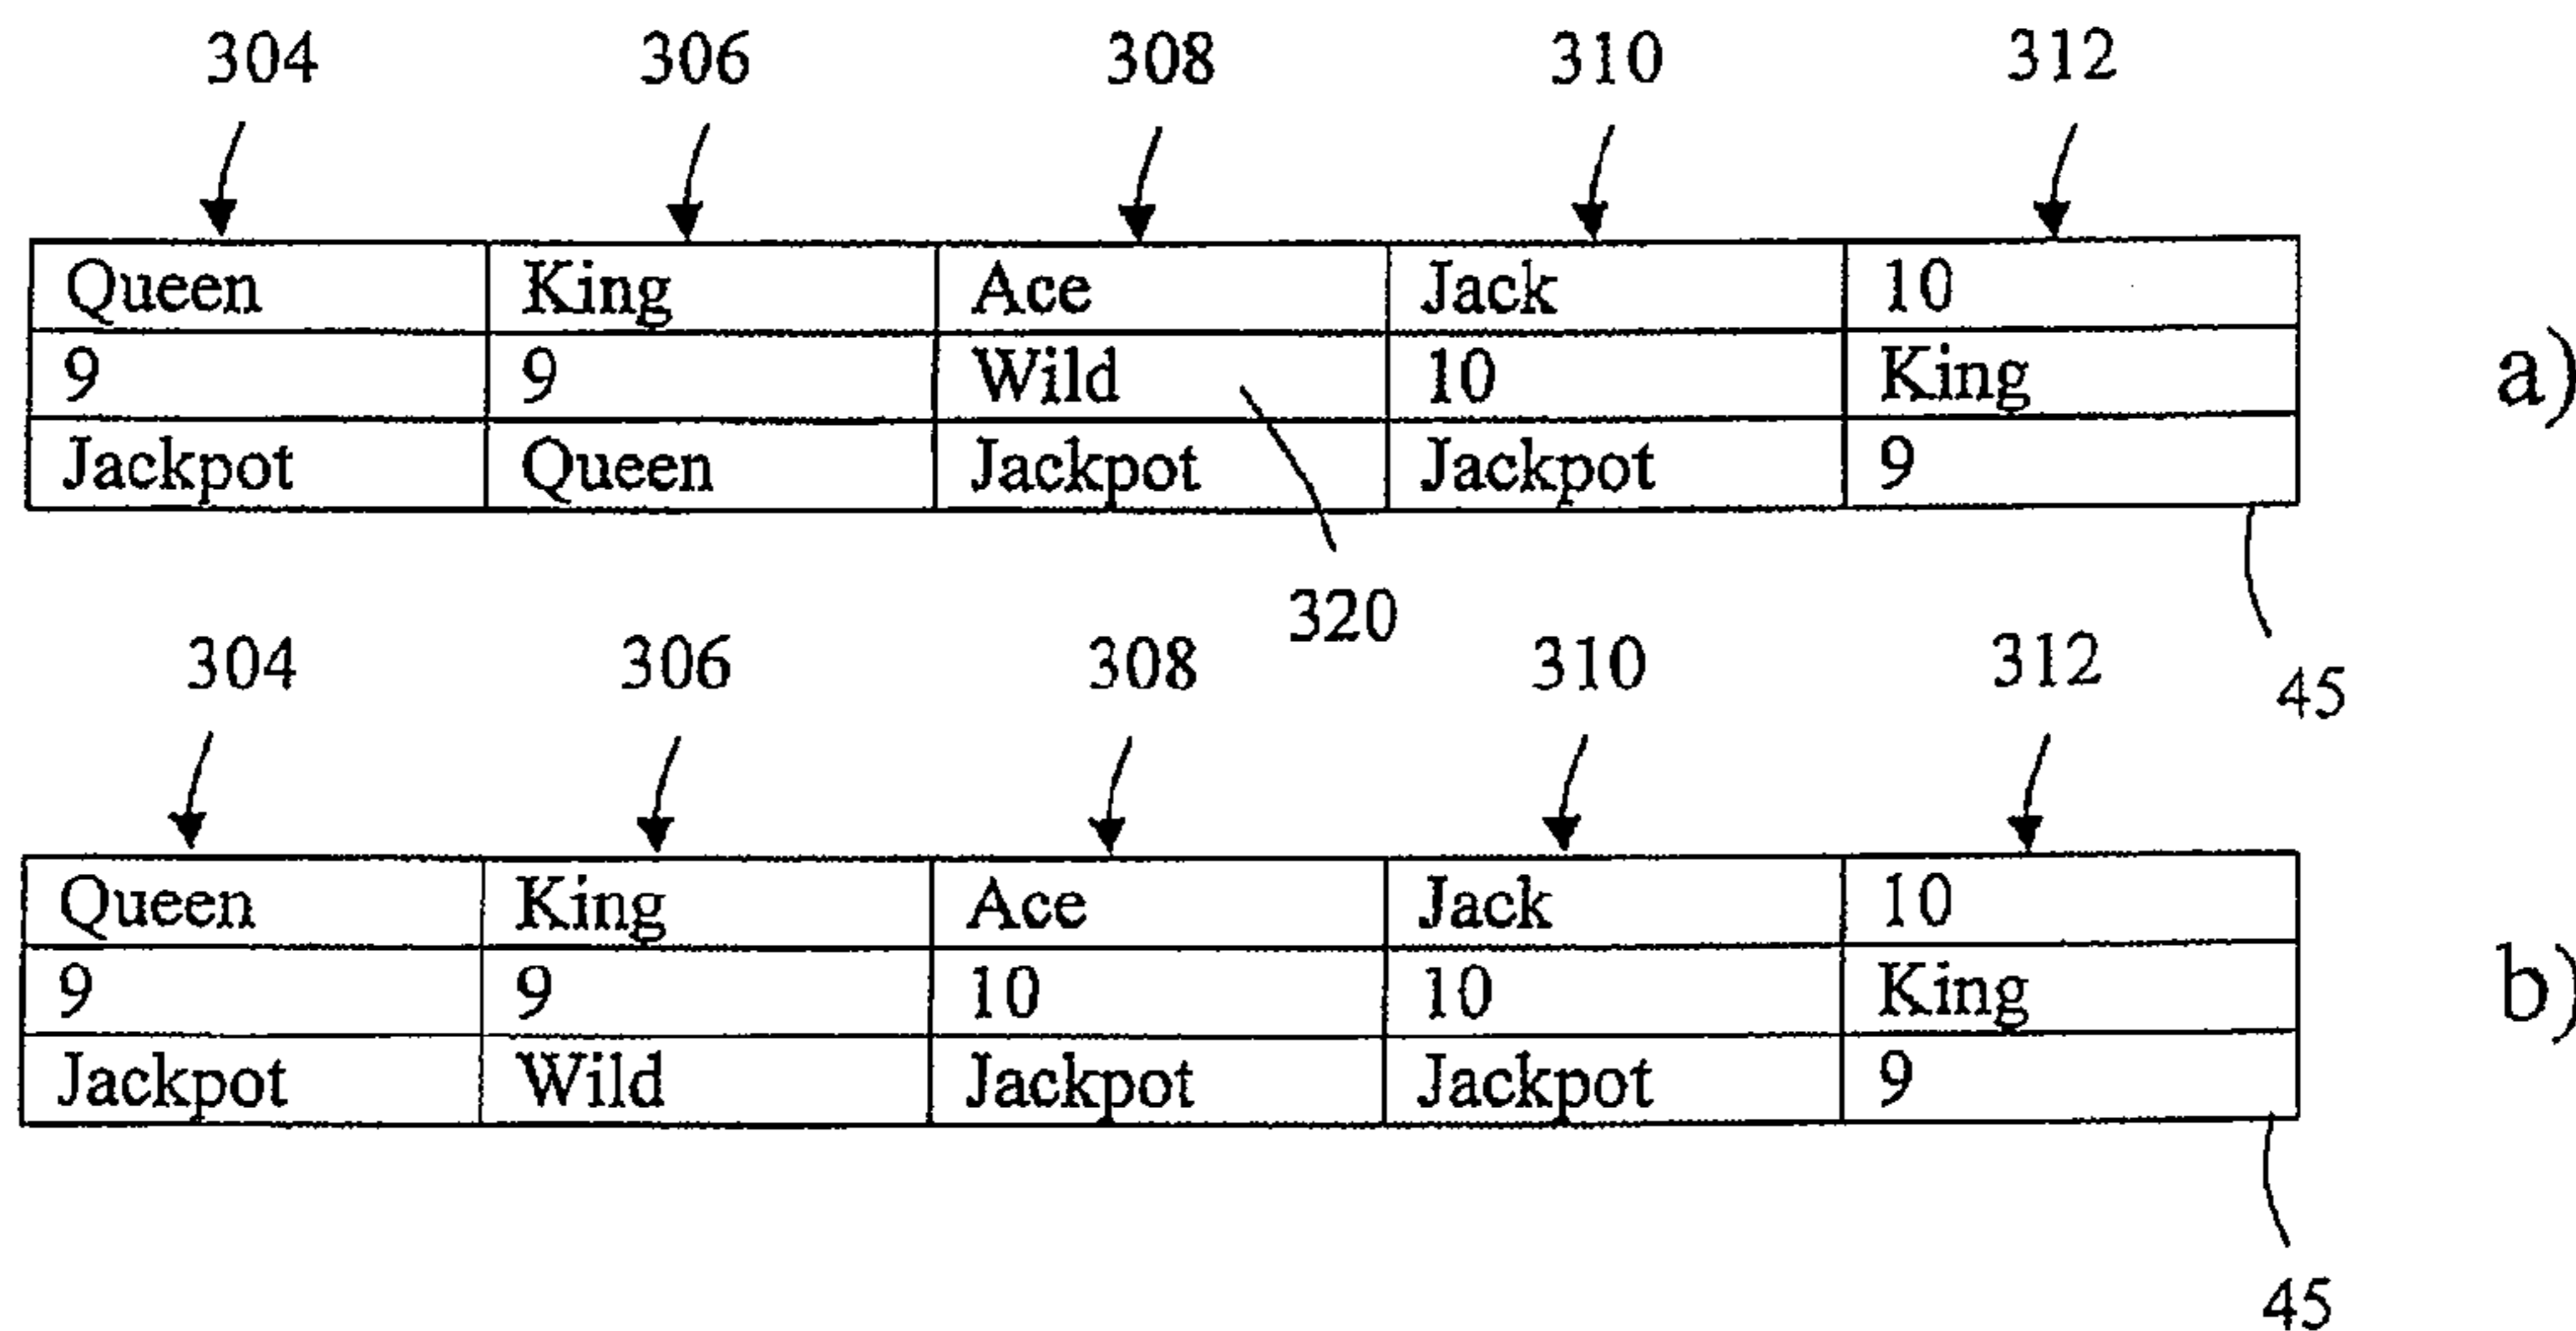 304 306 308 310 312
Queen King Ace Jack 10
9 9 Wild 10 King
a)
Jackpot Queen Jackpot Jackpot 9
320
304 306 308 310 312
45
Queen King Ace Jack 10
9 9 10 10 King
b)
Jackpot Wild Jackpot Jackpot 9
45